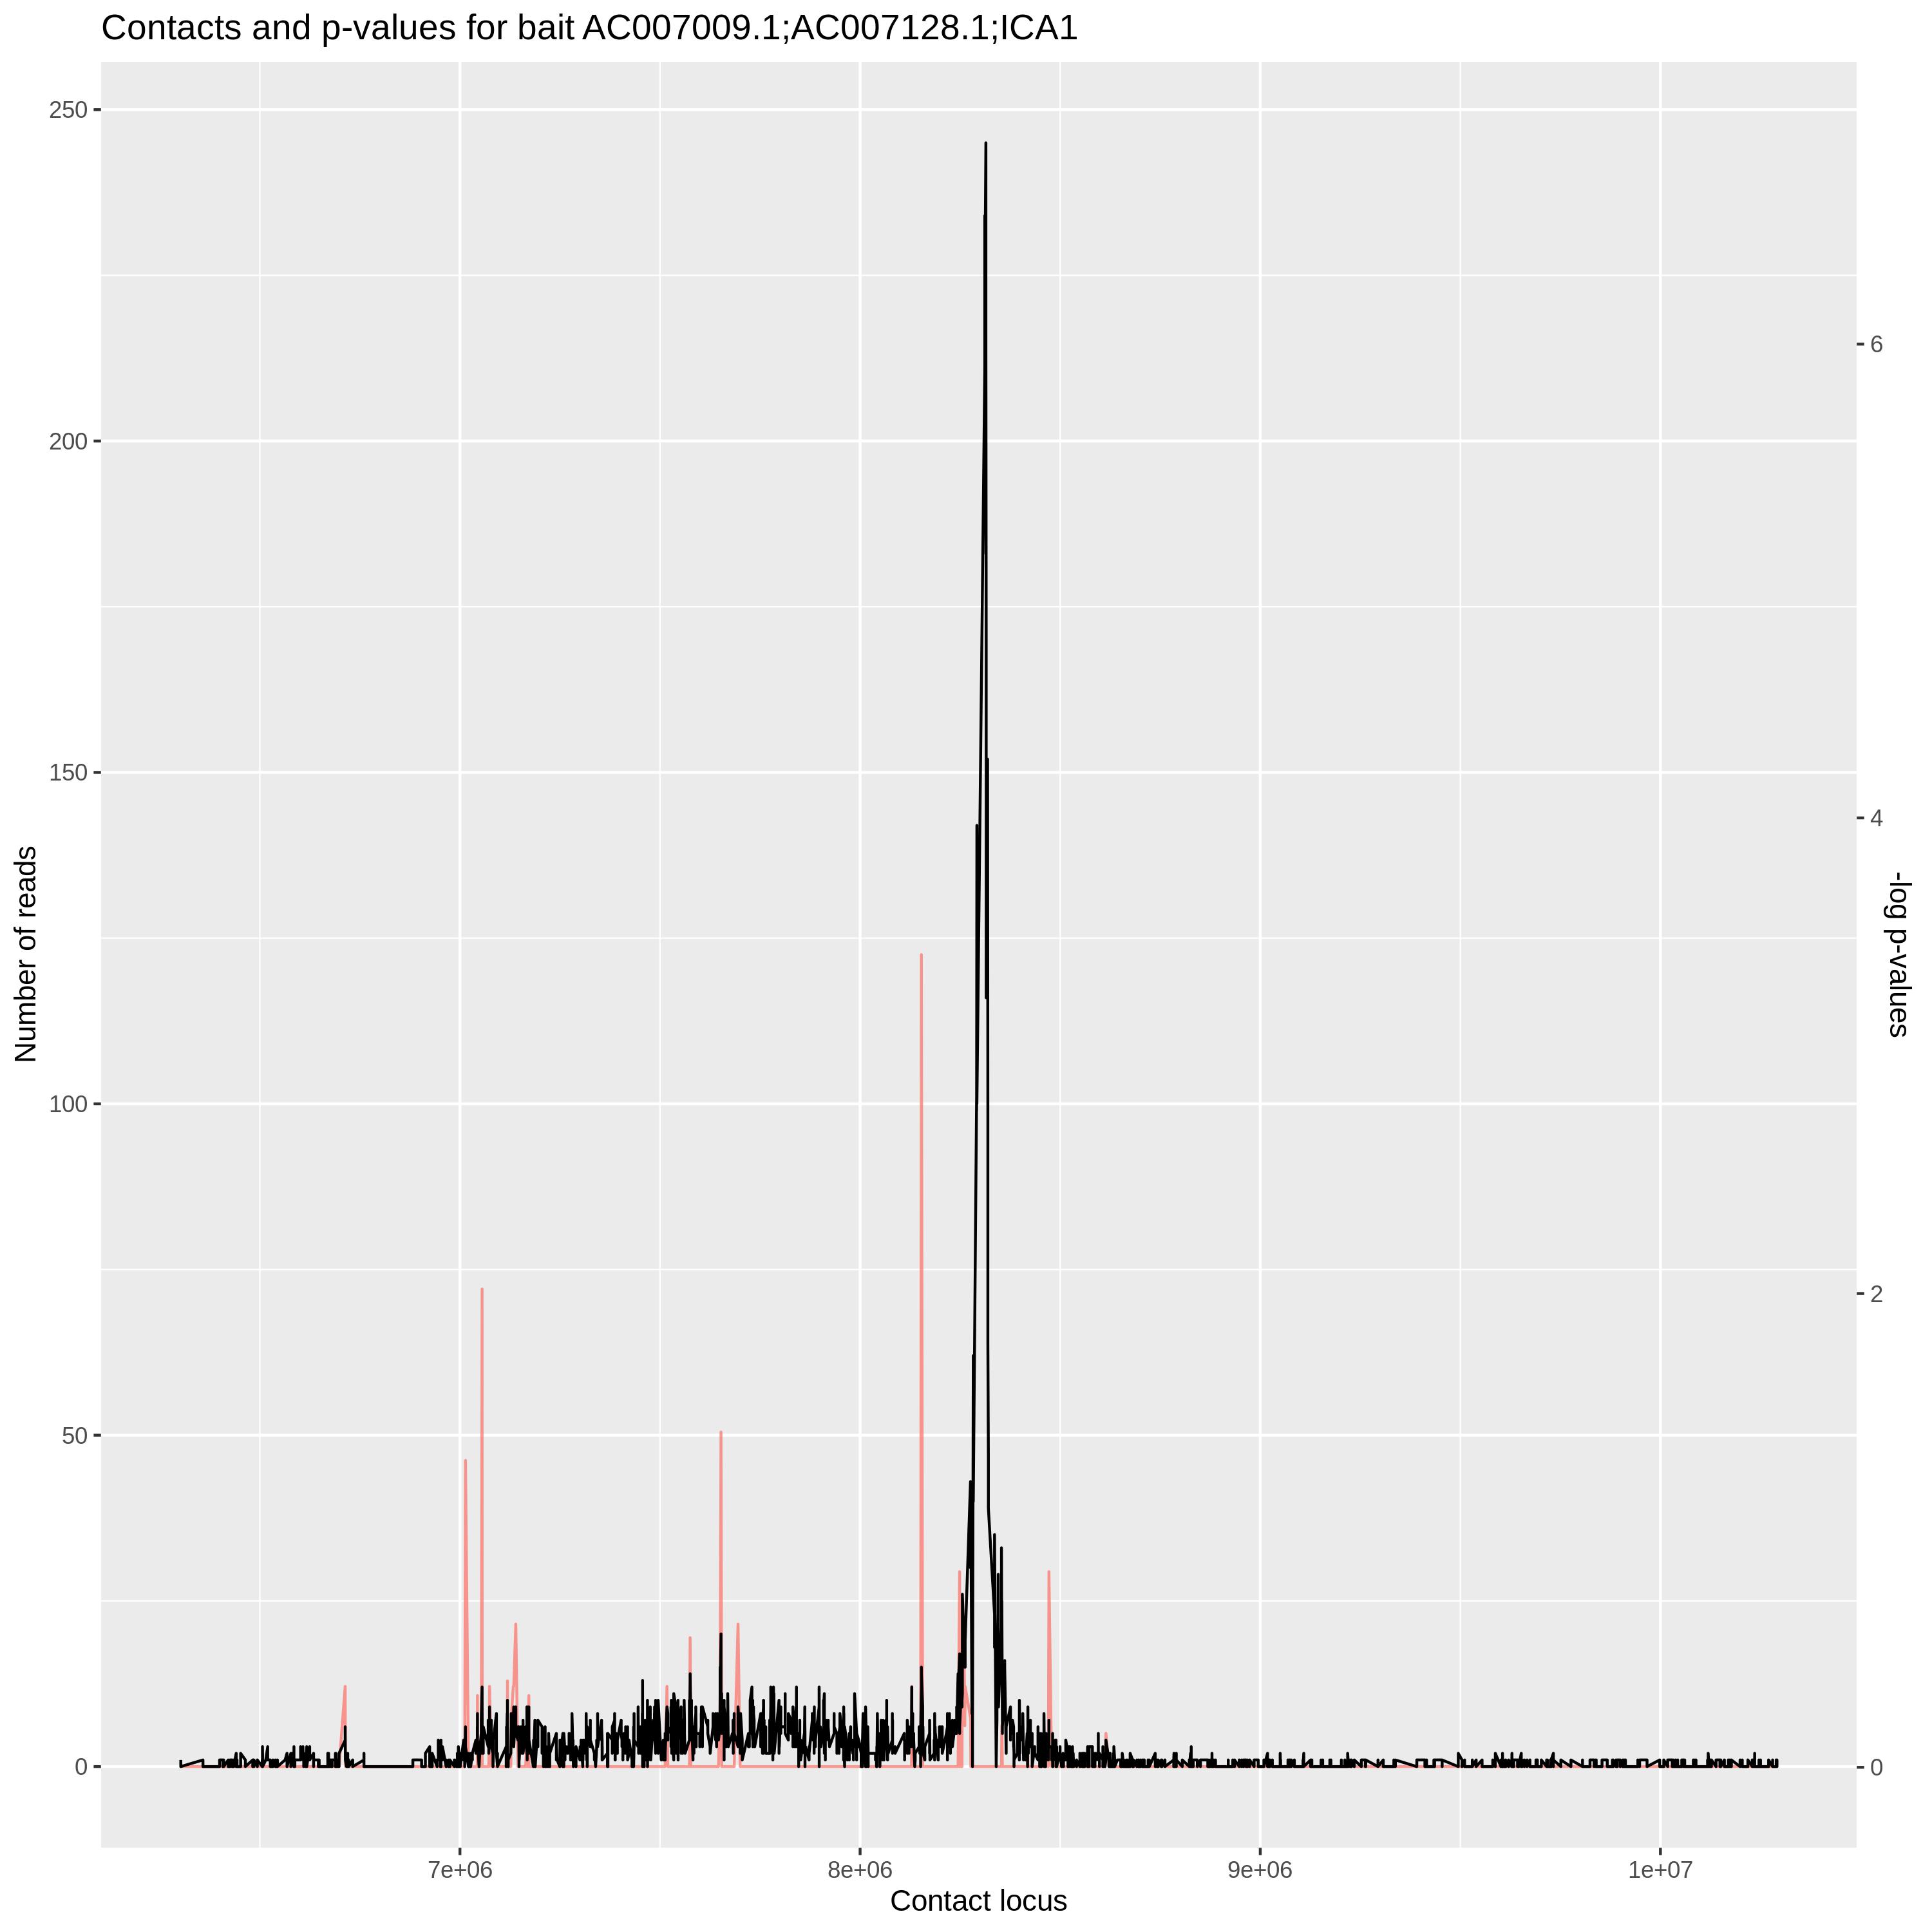 Contacts and p-values for bait AC007009.1;AC007128.1;ICA1
250
200
150
100
50
0
Number of reads
6
4
2
0
-log p-values
7e+06
8e+06
9e+06
1e+07
Contact locus